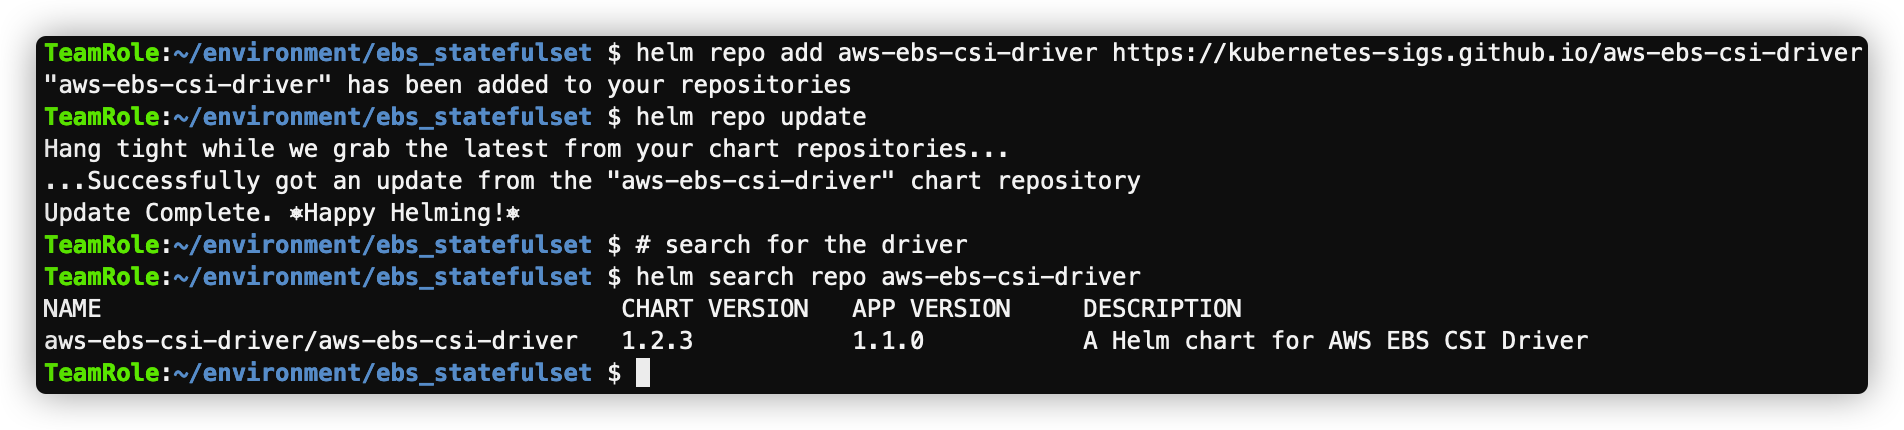 TeamRole:~/environment/ebs_statefulset $ helm repo add aws-ebs-csi-driver https://kubernetes-sigs.github.io/aws-ebs-csi-driver
"aws-ebs-csi-driver" has been added to your repositories
TeamRole:~/environment/ebs_statefulset $ helm repo update
Hang tight while we grab the latest from your chart repositories...
...Successfully got an update from the "aws-ebs-csi-driver" chart repository
Update Complete. ⎈Happy Helming!⎈
TeamRole:~/environment/ebs_statefulset $ # search for the driver
TeamRole:~/environment/ebs_statefulset $ helm search repo aws-ebs-csi-driver
NAME CHART VERSION APP VERSION DESCRIPTION
aws-ebs-csi-driver/aws-ebs-csi-driver 1.2.3 1.1.0 A Helm chart for AWS EBS CSI Driver
TeamRole:~/environment/ebs_statefulset $